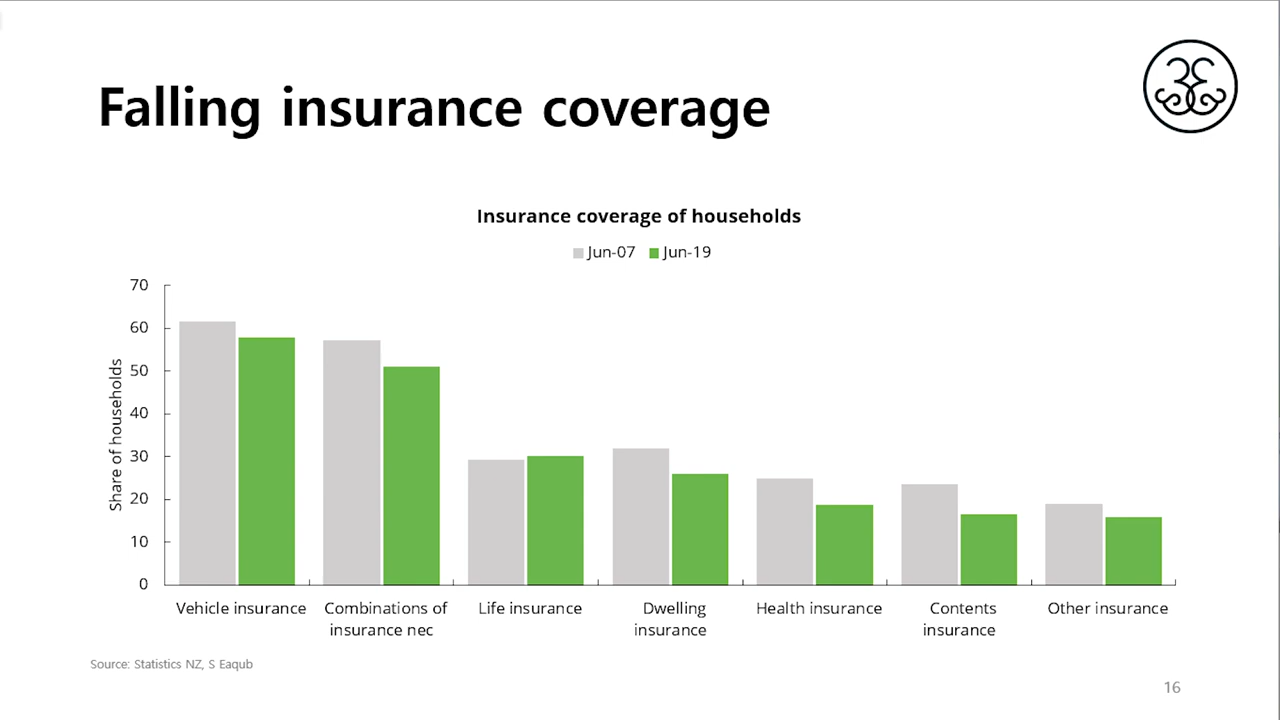 Falling insurance coverage
Insurance coverage of households
Jun-07 Jun-19
Share of households
70
60
50
40
30
20
10
0
Vehicle insurance
Combinations of
insurance nec
Life insurance
Dwelling
insurance
Health insurance
Contents
insurance
Other insurance
Source: Statistics NZ, S Eaqub
16